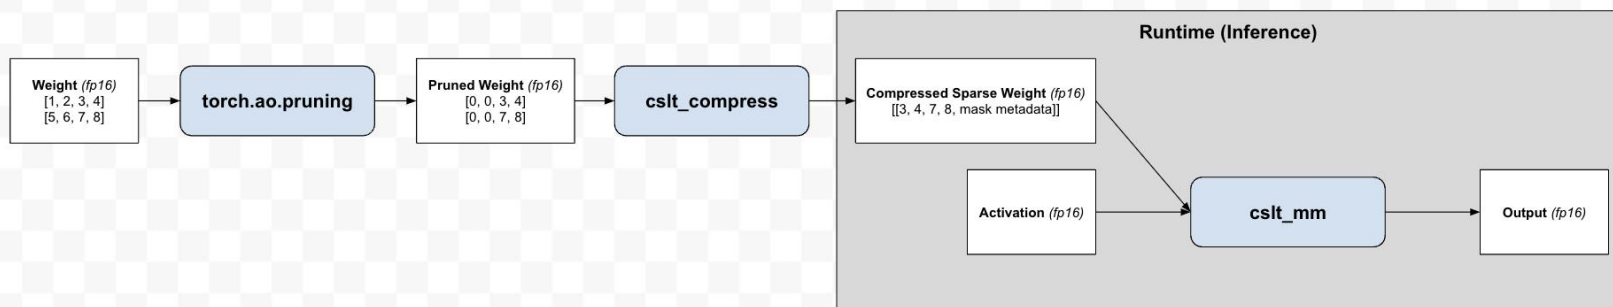 Runtime (Inference)
Weight (fp16)
[1, 2, 3, 4]
[5, 6, 7, 8]
torch.ao.pruning
Pruned Weight (fp16)
[0, 0, 3, 4]
[0, 0, 7, 8]
cslt_compress
Compressed Sparse Weight (fp16)
[[3, 4, 7, 8, mask metadata]]
Activation (fp16)
cslt_mm
Output (fp16)